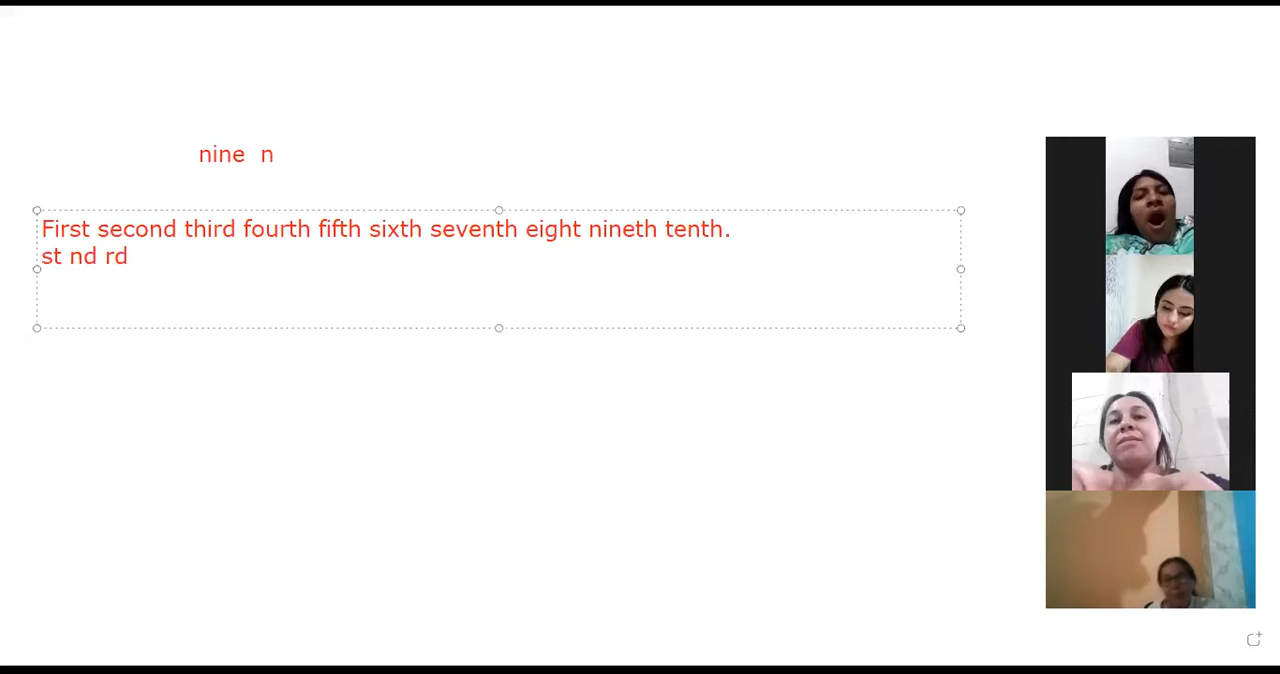 nine n
First second third fourth fifth sixth seventh eight nineth tenth.
st nd rd